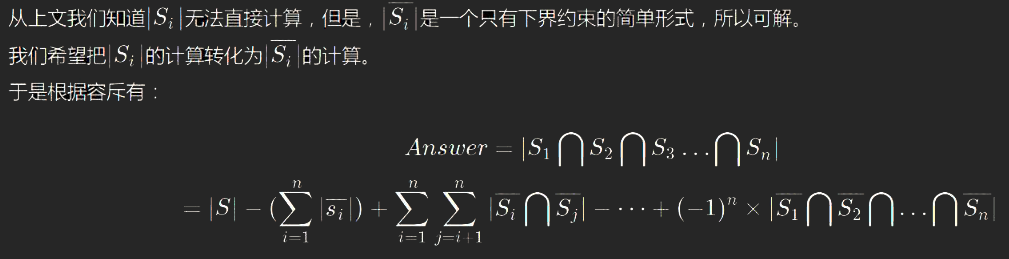 从上文我们知道$|S_i|$无法直接计算，但是，$|\overline{S_i}|$是一个只有下界约束的简单形式，所以可解。
我们希望把$|S_i|$的计算转化为$|\overline{S_i}|$的计算。
于是根据容斥有：
$Answer = |S_1 \bigcap S_2 \bigcap S_3 \ldots \bigcap S_n|$
$= |S| - (\sum_{i=1}^{n} |\overline{s_i}|) + \sum_{i=1}^{n} \sum_{j=i+1}^{n} |\overline{S_i} \bigcap \overline{S_j}| - \cdots + (-1)^n \times |\overline{S_1} \bigcap \overline{S_2} \bigcap \ldots \bigcap \overline{S_n}|$